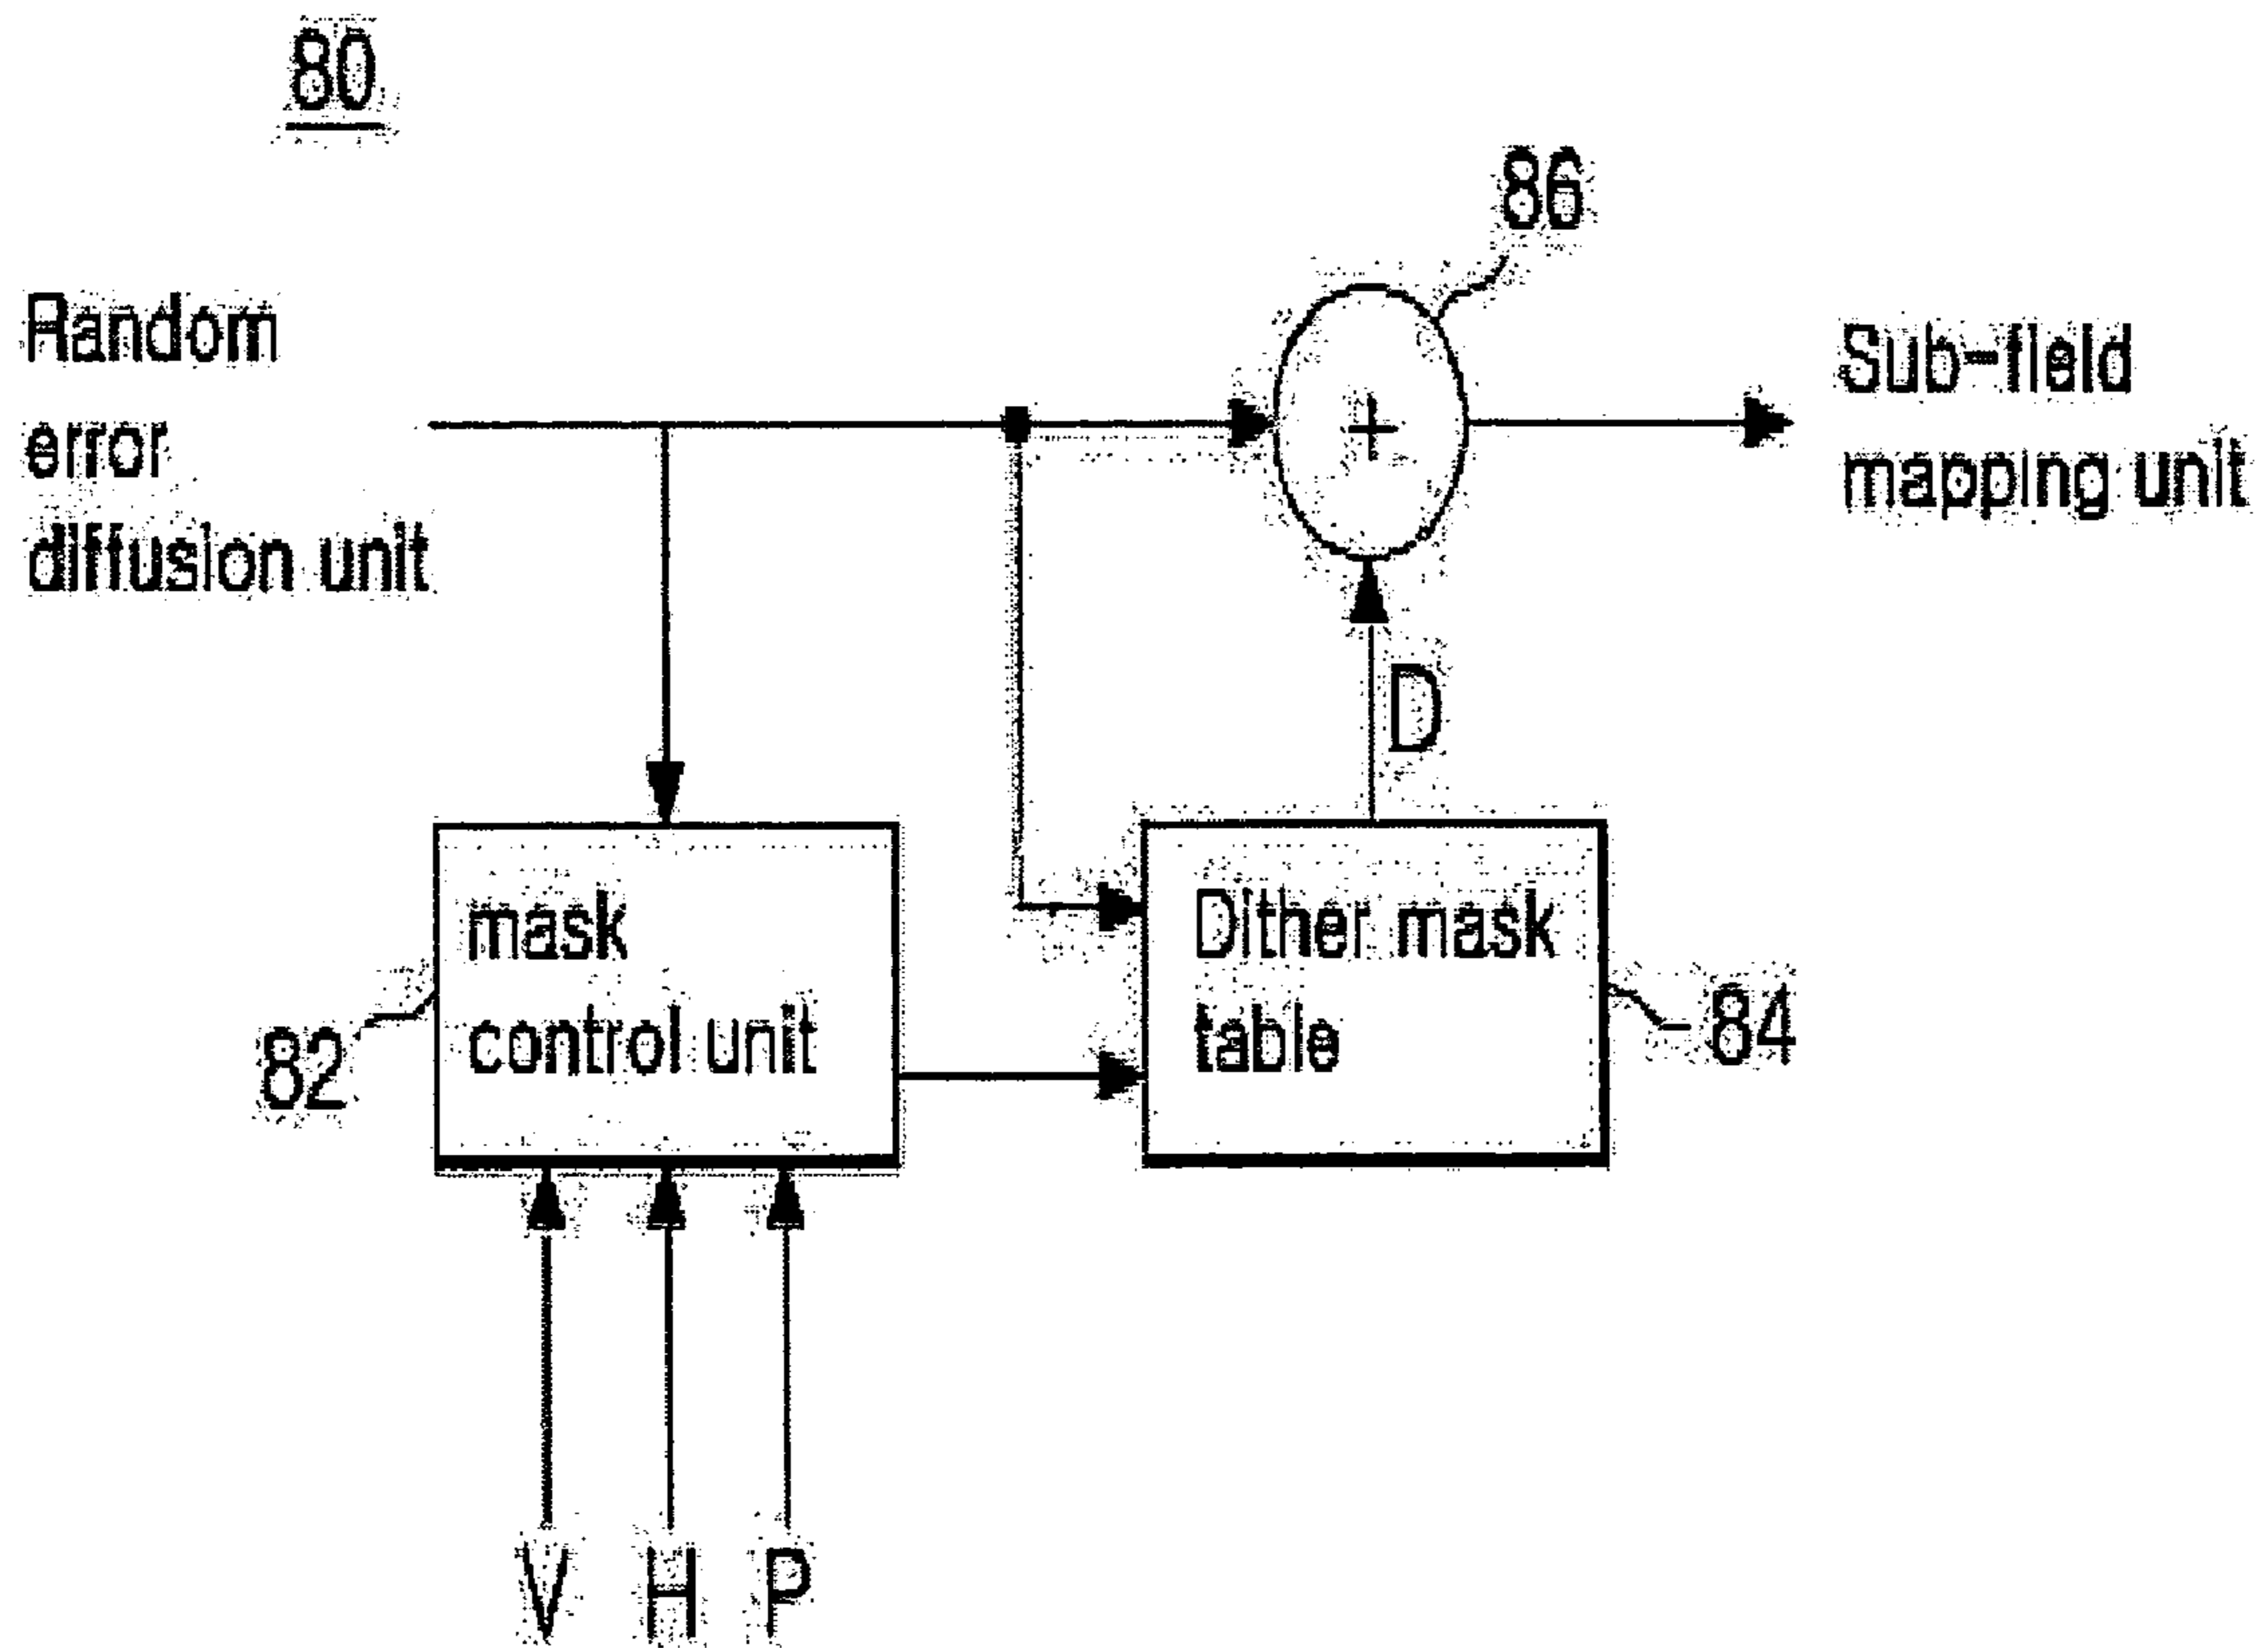 80
86
Random
error
diffusion unit
+
Sub-field
mapping unit
D
mask
control unit
82
Dither mask
table
84
V H P